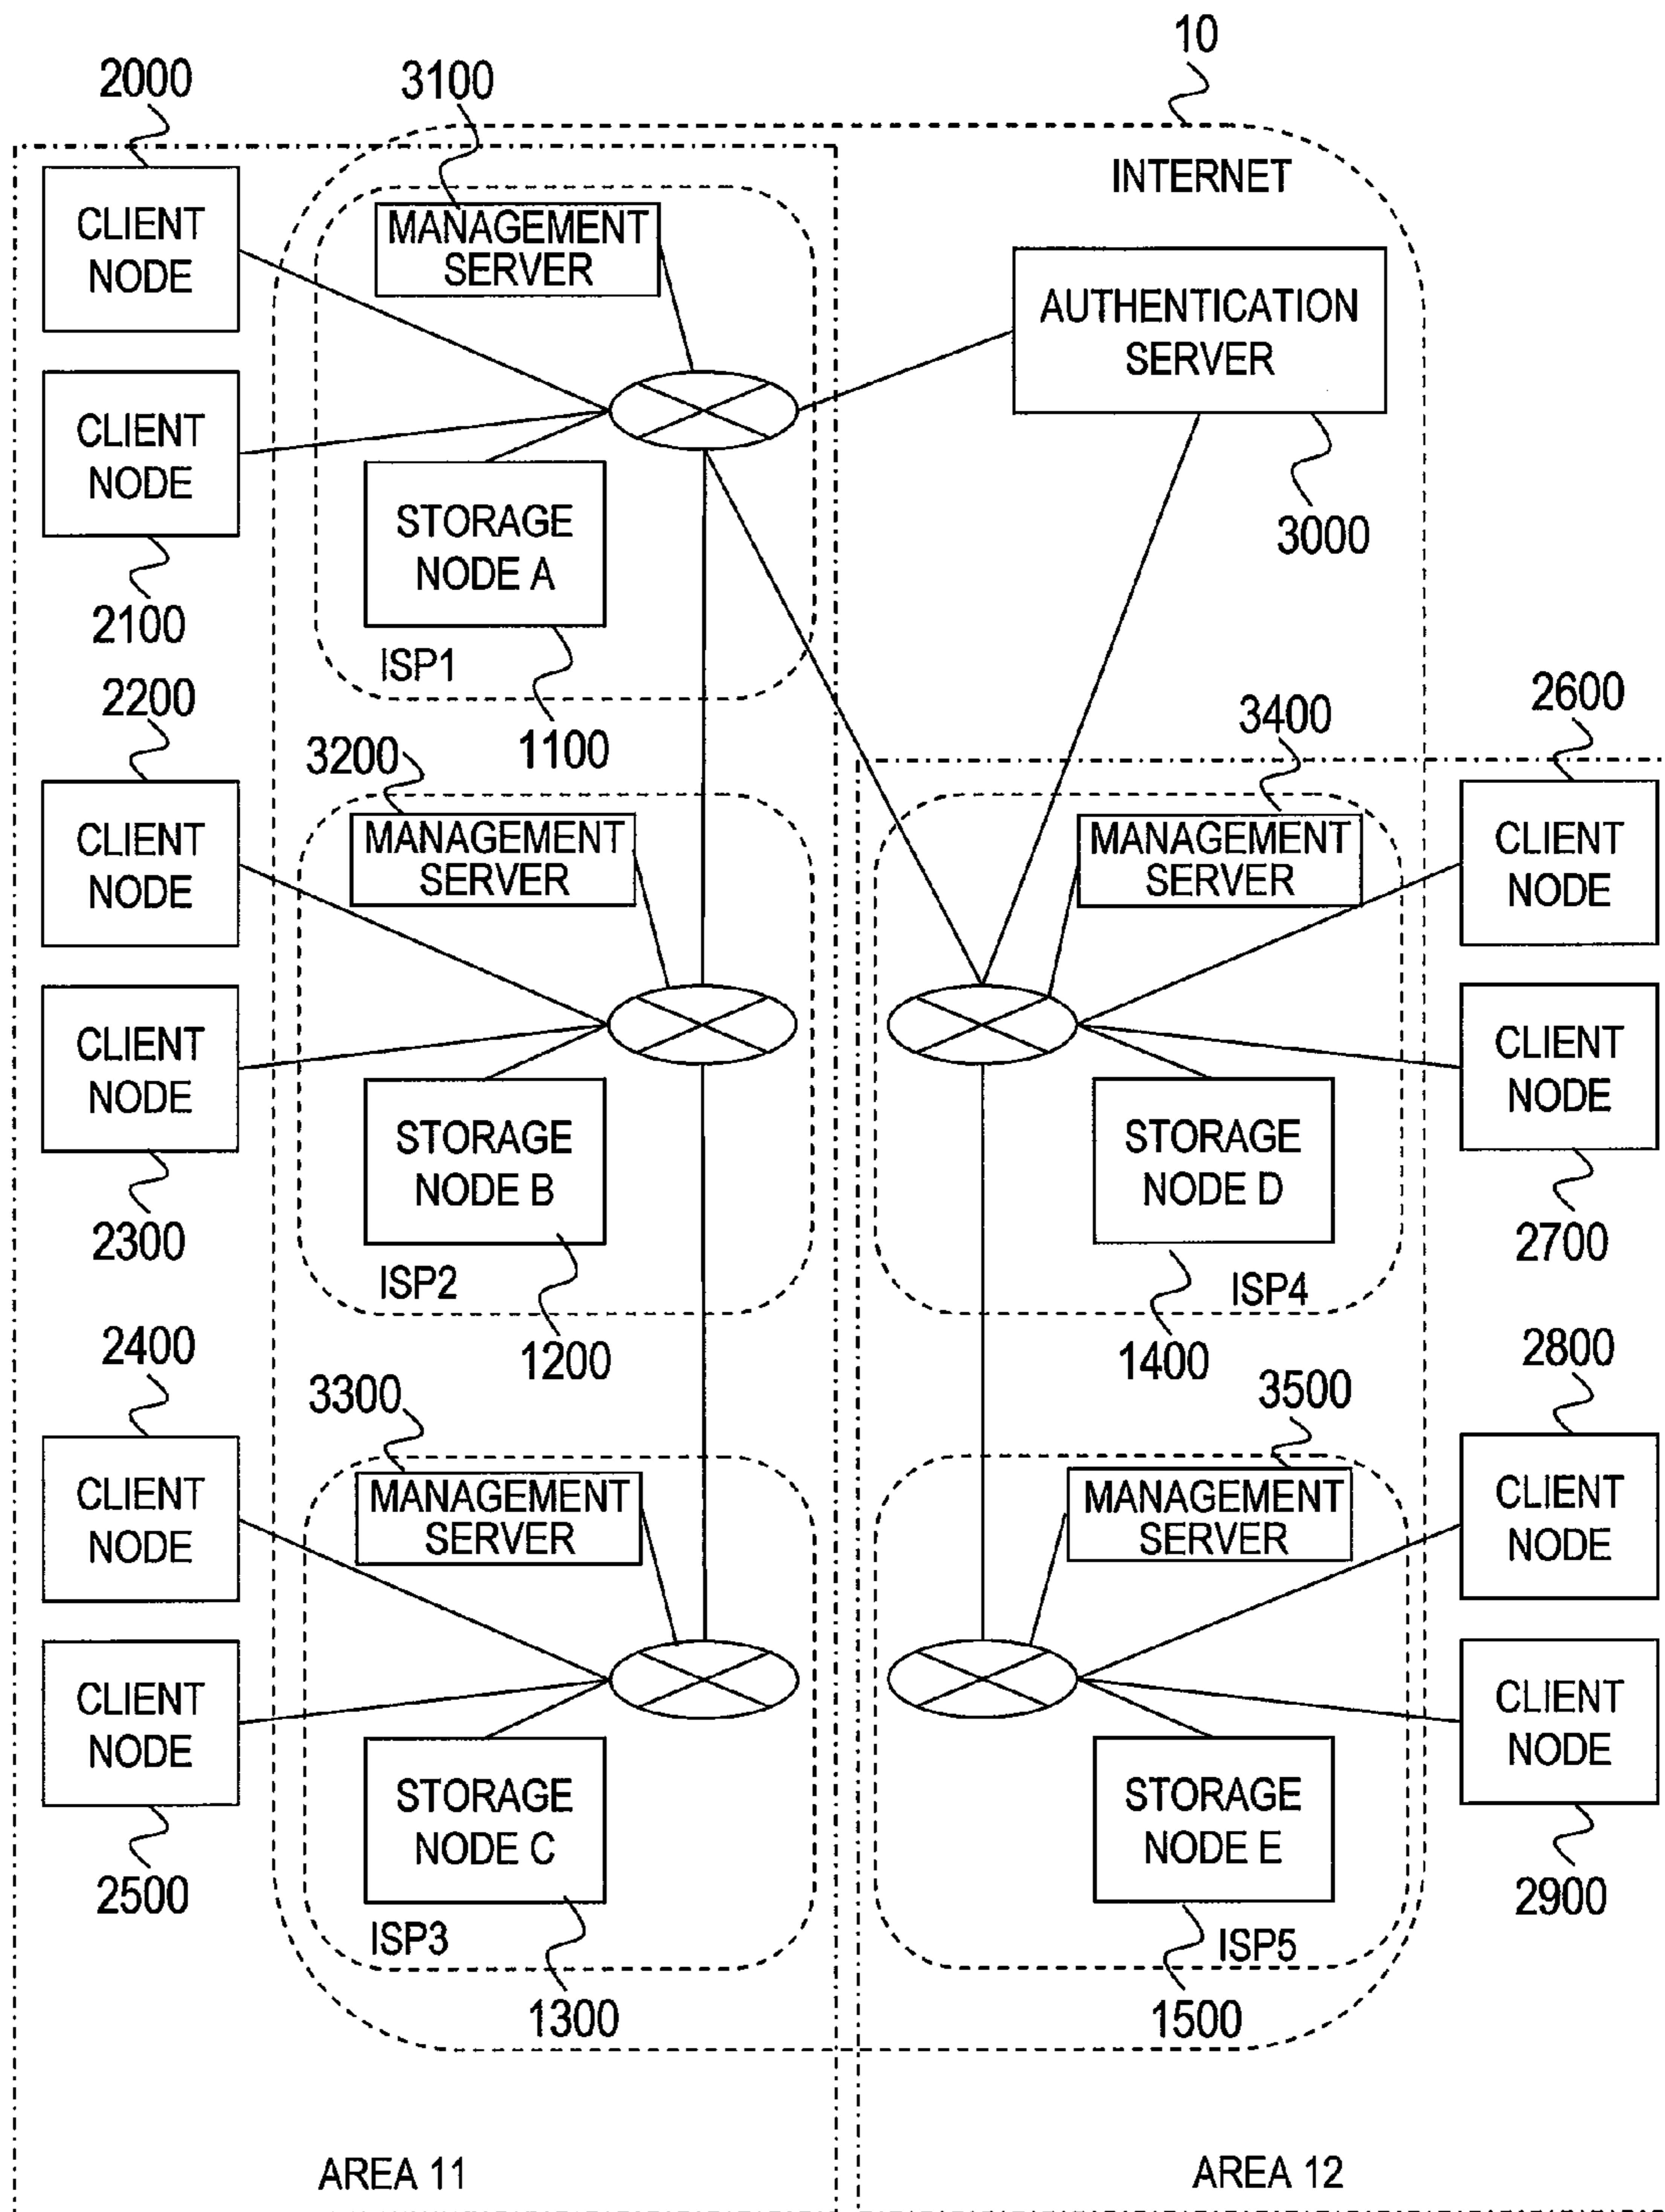 10
2000
3100
CLIENT
NODE
MANAGEMENT
SERVER
INTERNET
AUTHENTICATION
SERVER
3000
CLIENT
NODE
2100
STORAGE
NODE A
ISP1
1100
2200
CLIENT
NODE
3200
MANAGEMENT
SERVER
3400
MANAGEMENT
SERVER
2600
CLIENT
NODE
CLIENT
NODE
2300
STORAGE
NODE B
ISP2
1200
STORAGE
NODE D
ISP4
1400
CLIENT
NODE
2700
2400
CLIENT
NODE
3300
MANAGEMENT
SERVER
3500
MANAGEMENT
SERVER
2800
CLIENT
NODE
CLIENT
NODE
2500
STORAGE
NODE C
ISP3
1300
STORAGE
NODE E
ISP5
1500
CLIENT
NODE
2900
AREA 11
AREA 12